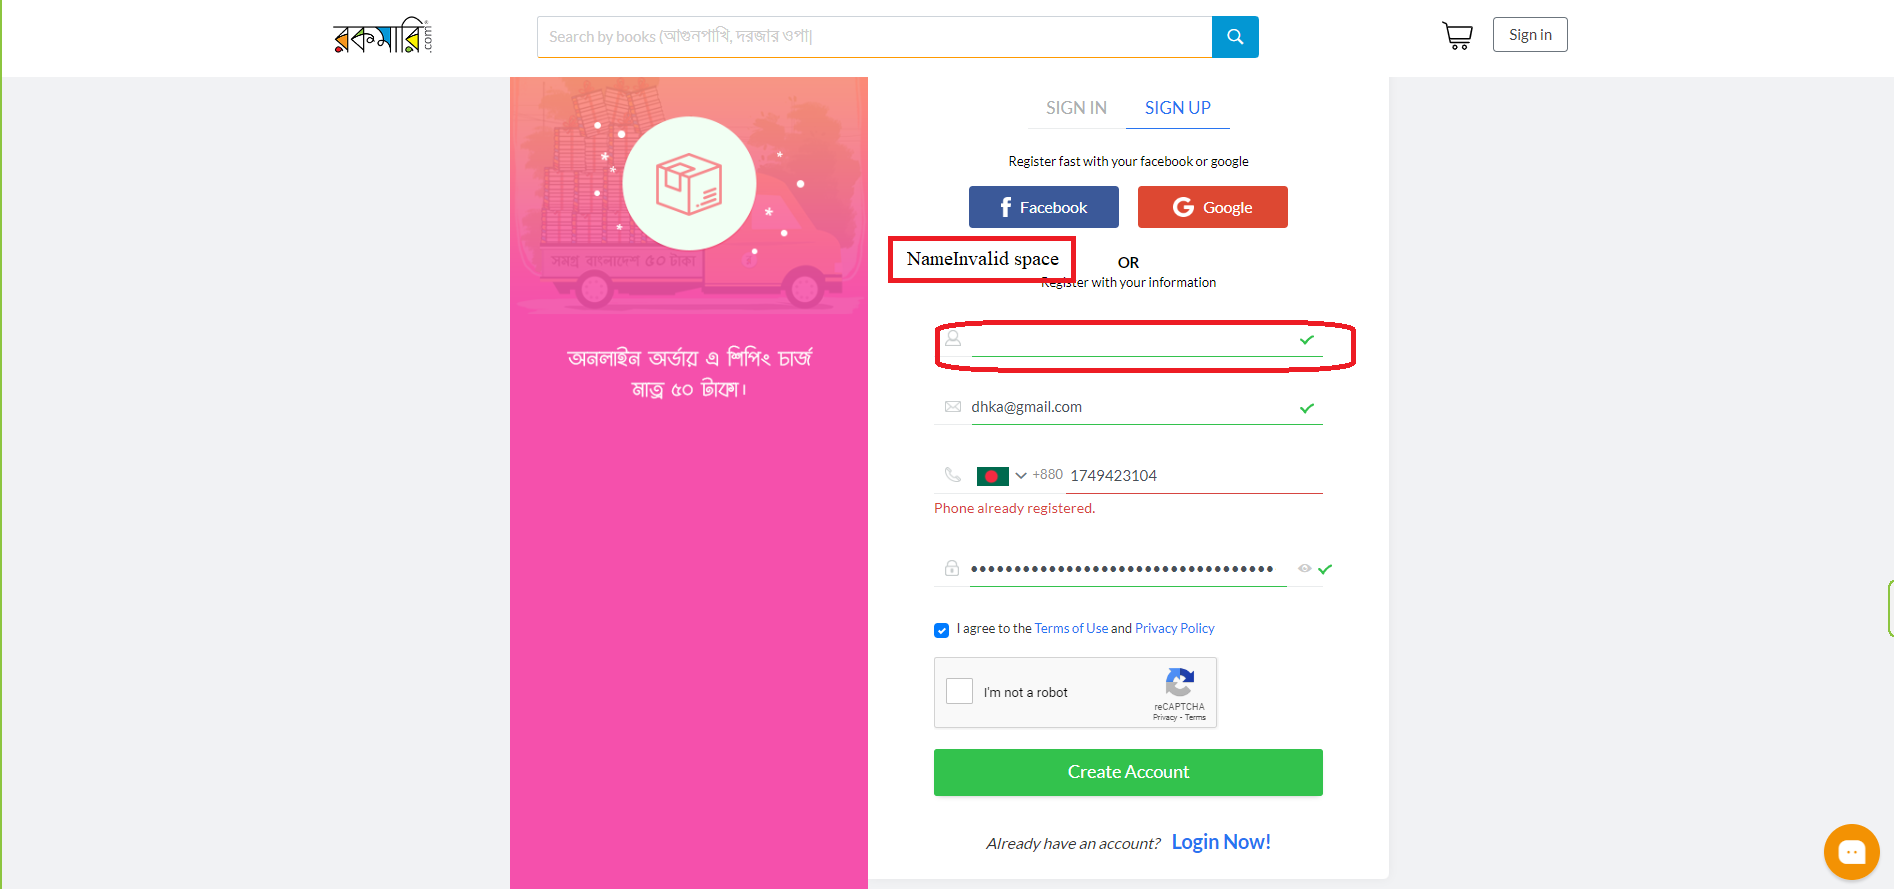 রকমারি.com
Search by books (আগুনপাখি, দরজার ওপা|
Sign in
সমগ্র বাংলাদেশ ৫০ টাকা
অনলাইন অর্ডায় এ শিপিং চার্জ
মাত্র ৫০ টাকা।
SIGN IN SIGN UP
Register fast with your facebook or google
f Facebook
G Google
NameInvalid space
OR
Register with your information
dhka@gmail.com
+880 1749423104
Phone already registered.
I agree to the Terms of Use and Privacy Policy
I'm not a robot
reCAPTCHA
Privacy - Terms
Create Account
Already have an account? Login Now!